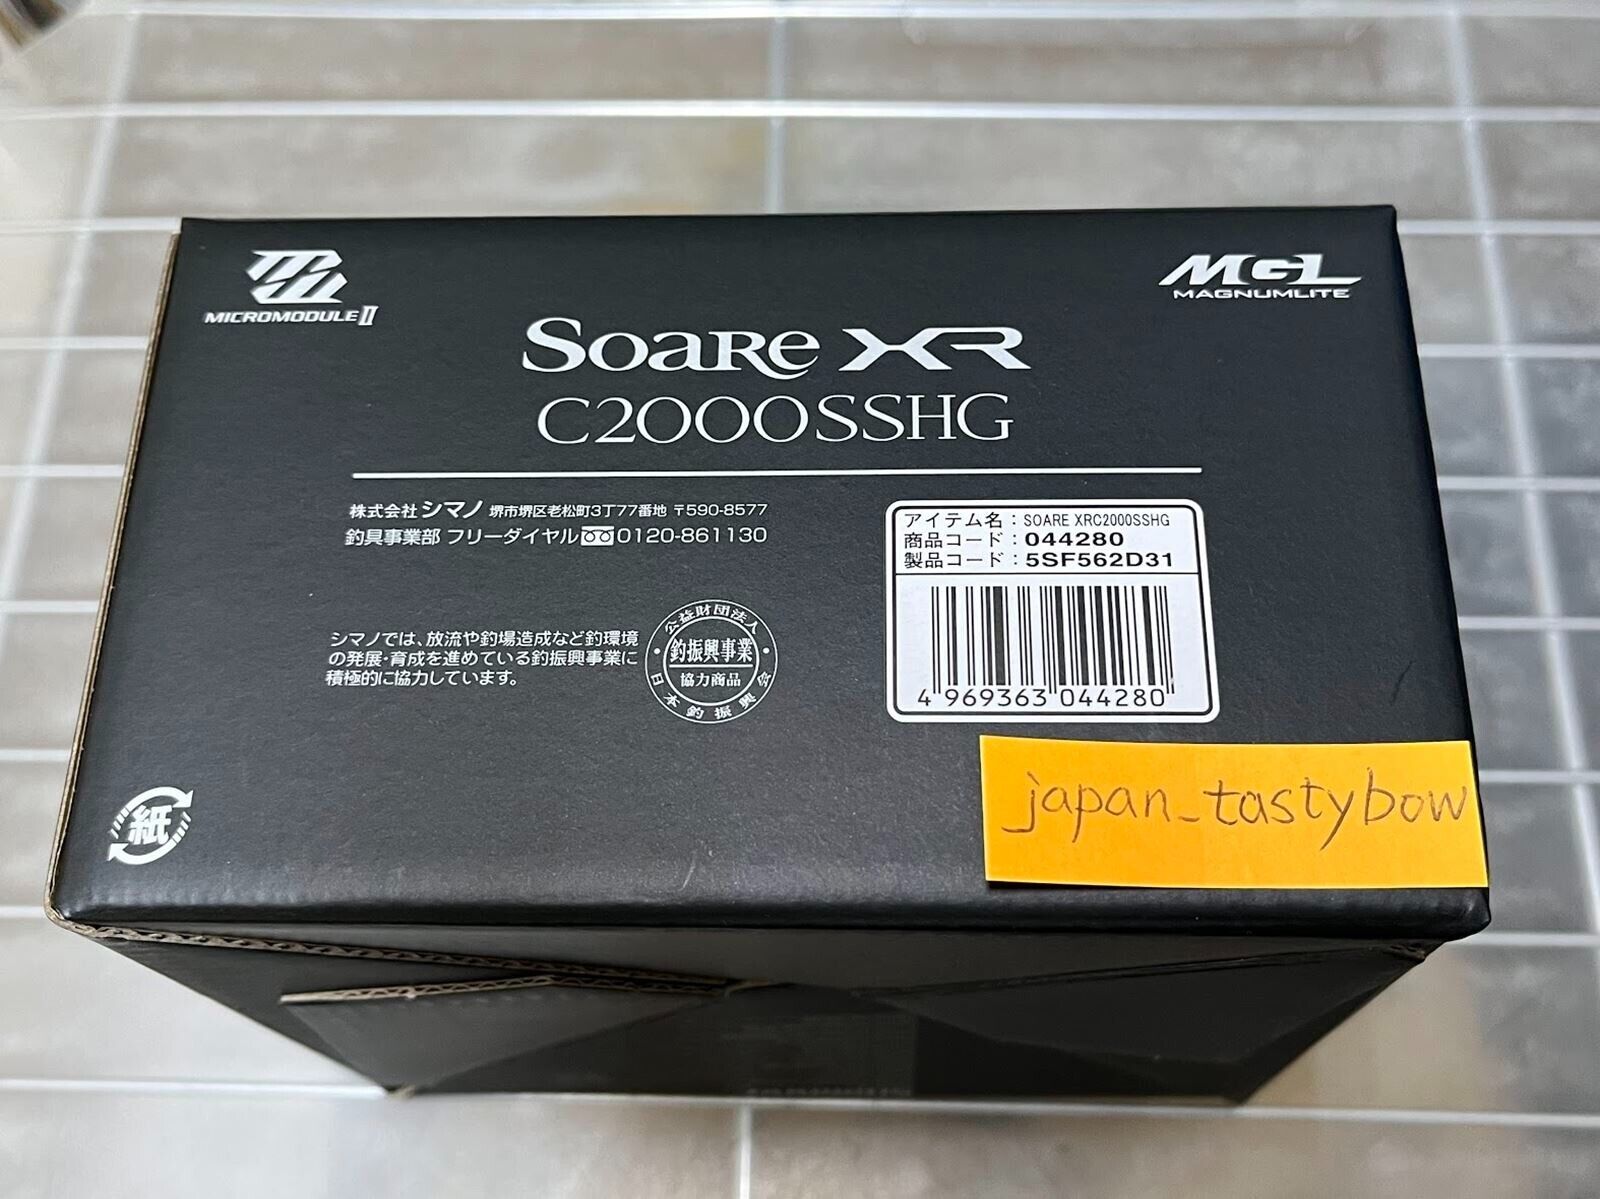 MICROMODULE II
MGL
MAGNUMLITE
SOARE XR
C2000SSHG
株式会社 シマノ 堺市堺区老松町3丁77番地 〒590-8577
釣具事業部 フリーダイヤル 0120-861130
アイテム名：SOARE XRC2000SSHG
商品コード：044280
製品コード：5SF562D31
4 969363 044280
シマノでは、放流や釣場造成など釣環境
の発展・育成を進めている釣振興事業に
積極的に協力しています。
公益財団法人
釣振興事業
協力商品
日本釣振興会
紙
japan_tastybow